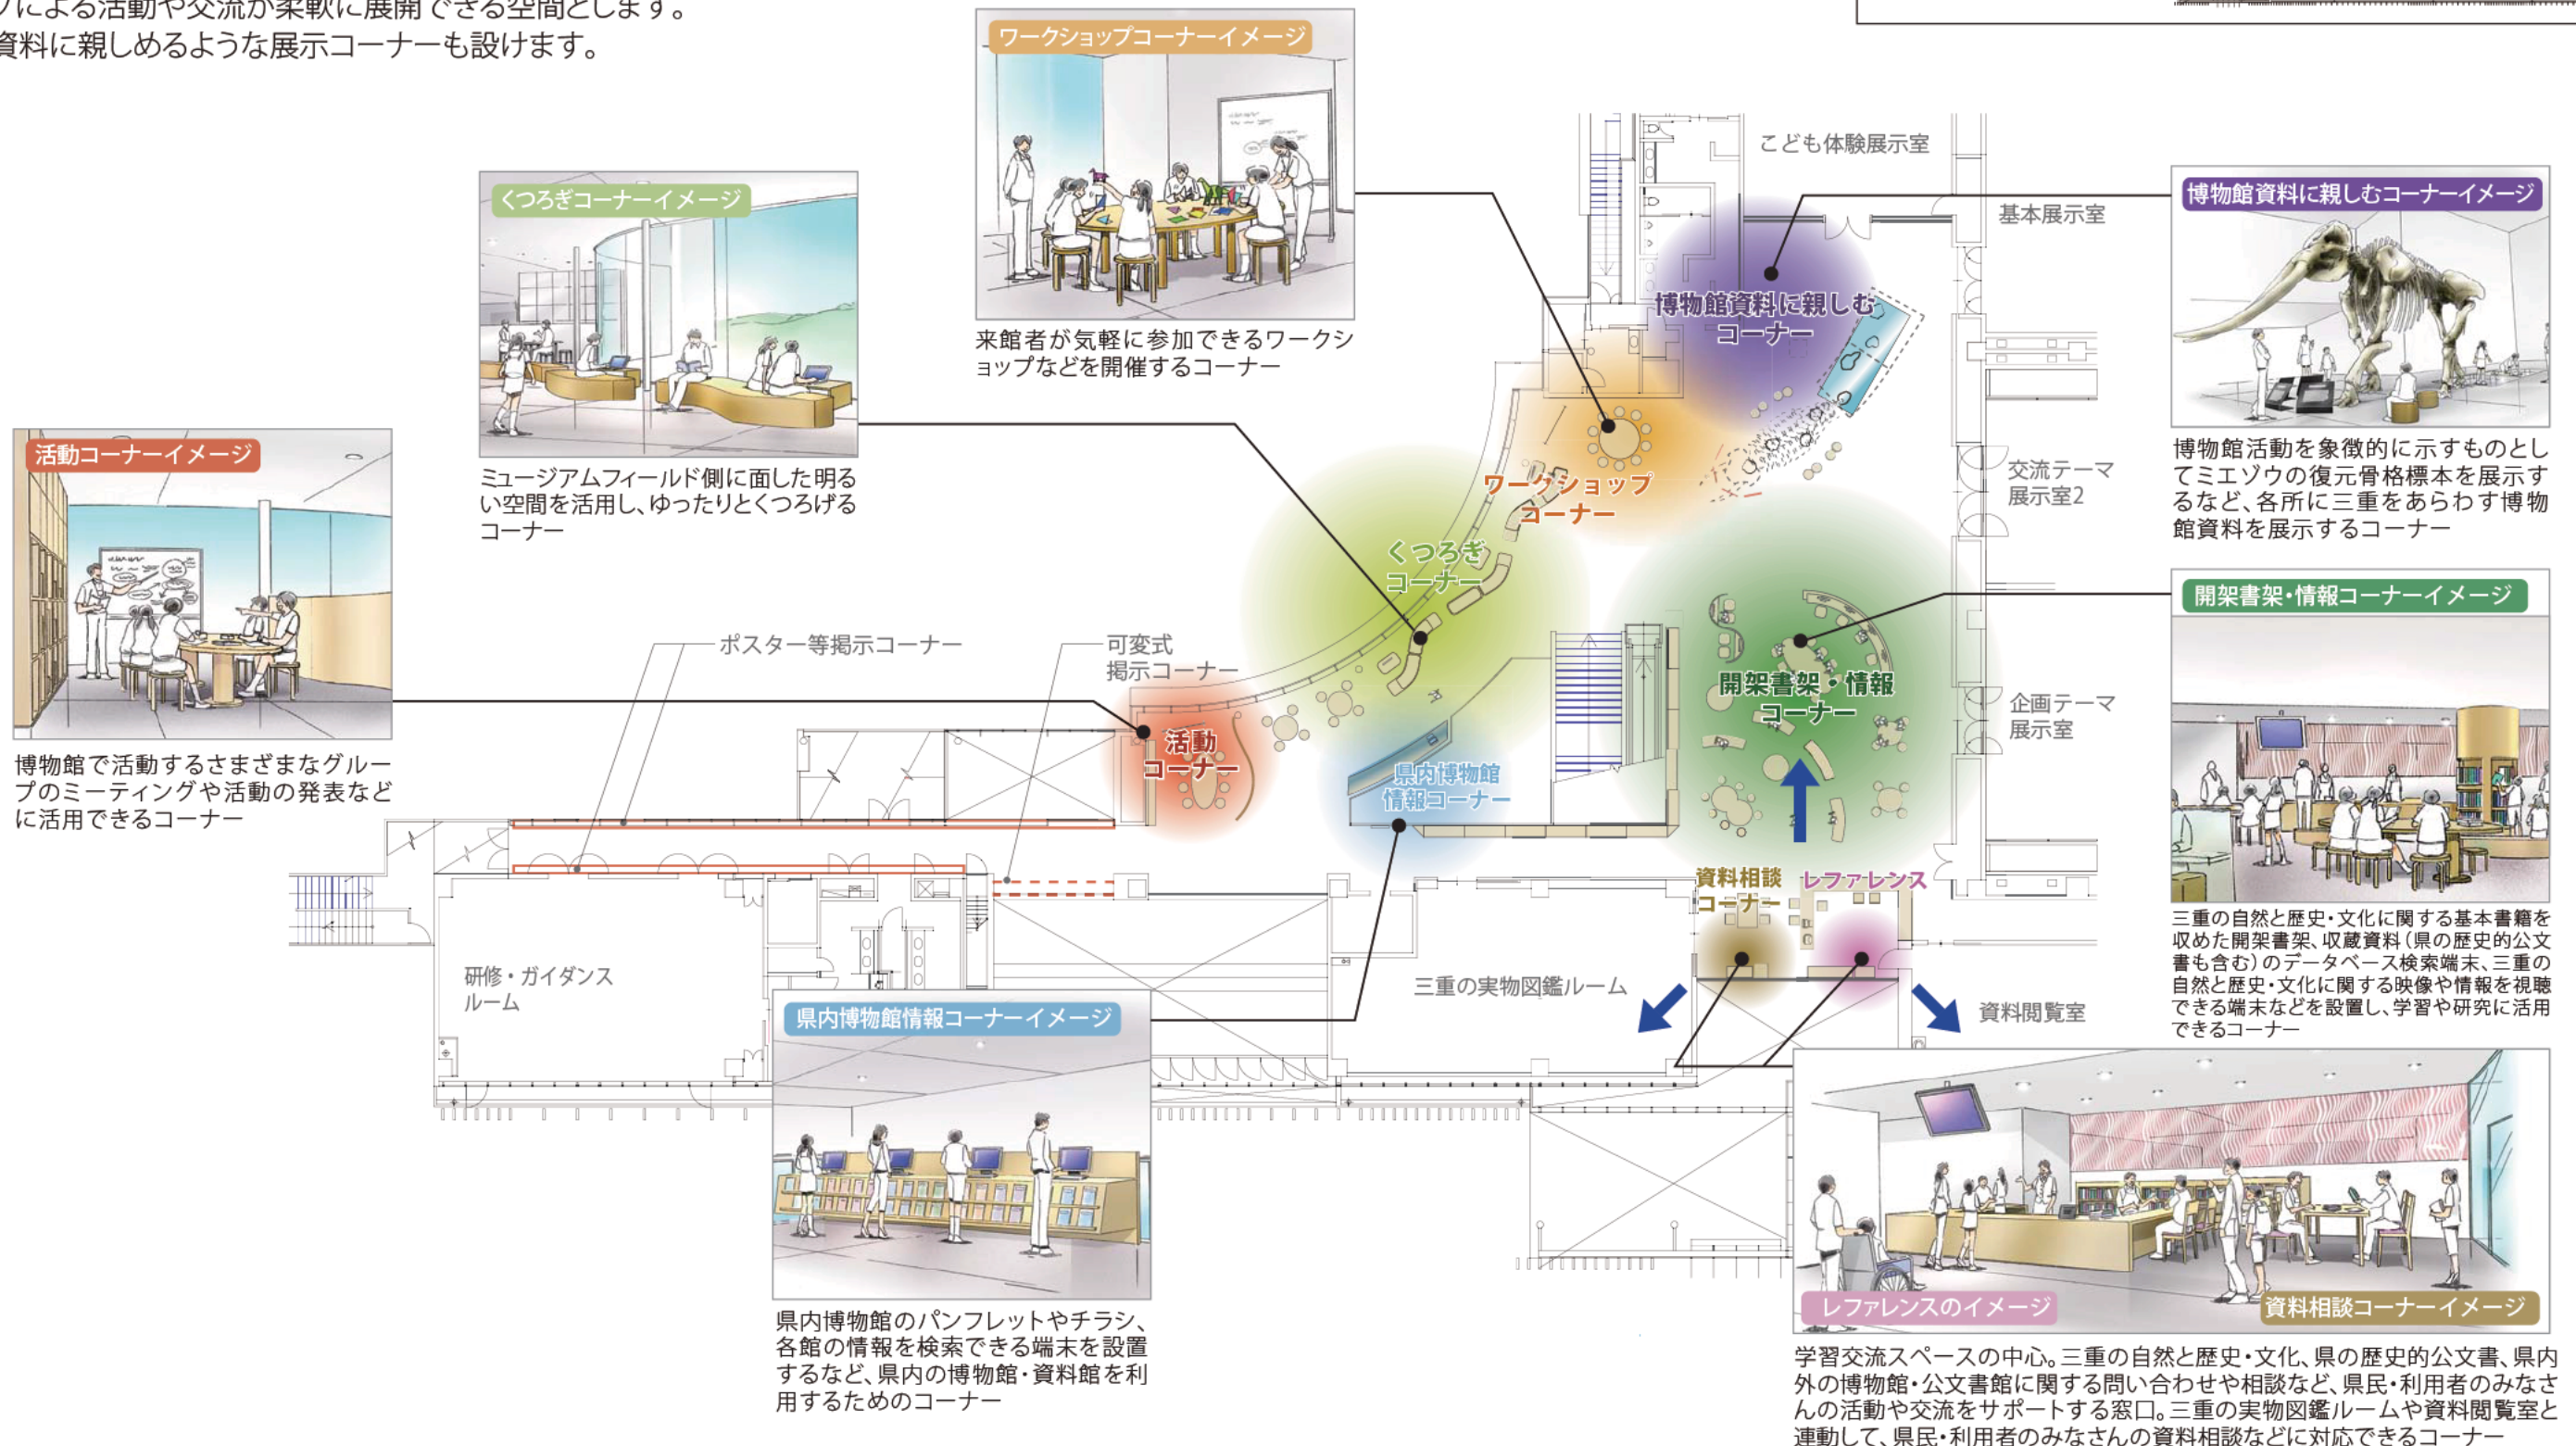 プによる活動や交流が柔軟に展開できる空間とします。
資料に親しめるような展示コーナーも設けます。
ワークショップコーナーイメージ
来館者が気軽に参加できるワークシ
ョップなどを開催するコーナー
くつろぎコーナーイメージ
ミュージアムフィールド側に面した明る
い空間を活用し、ゆったりとくつろげる
コーナー
活動コーナーイメージ
博物館で活動するさまざまなグルー
プのミーティングや活動の発表など
に活用できるコーナー
ポスター等掲示コーナー
可変式
掲示コーナー
こども体験展示室
基本展示室
博物館資料に親しむ
コーナー
ワークショップ
コーナー
くつろぎ
コーナー
活動
コーナー
県内博物館
情報コーナー
開架書架・情報
コーナー
交流テーマ
展示室2
企画テーマ
展示室
資料相談
コーナー
レファレンス
研修・ガイダンス
ルーム
三重の実物図鑑ルーム
資料閲覧室
博物館資料に親しむコーナーイメージ
博物館活動を象徴的に示すものとし
てミエゾウの復元骨格標本を展示す
るなど、各所に三重をあらわす博物
館資料を展示するコーナー
開架書架・情報コーナーイメージ
三重の自然と歴史・文化に関する基本書籍を
収めた開架書架、収蔵資料(県の歴史的公文
書も含む)のデータベース検索端末、三重の
自然と歴史・文化に関する映像や情報を視聴
できる端末などを設置し、学習や研究に活用
できるコーナー
県内博物館情報コーナーイメージ
県内博物館のパンフレットやチラシ、
各館の情報を検索できる端末を設置
するなど、県内の博物館・資料館を利
用するためのコーナー
レファレンスのイメージ
資料相談コーナーイメージ
学習交流スペースの中心。三重の自然と歴史・文化、県の歴史的公文書、県内
外の博物館・公文書館に関する問い合わせや相談など、県民・利用者のみなさ
んの活動や交流をサポートする窓口。三重の実物図鑑ルームや資料閲覧室と
連動して、県民・利用者のみなさんの資料相談などに対応できるコーナー